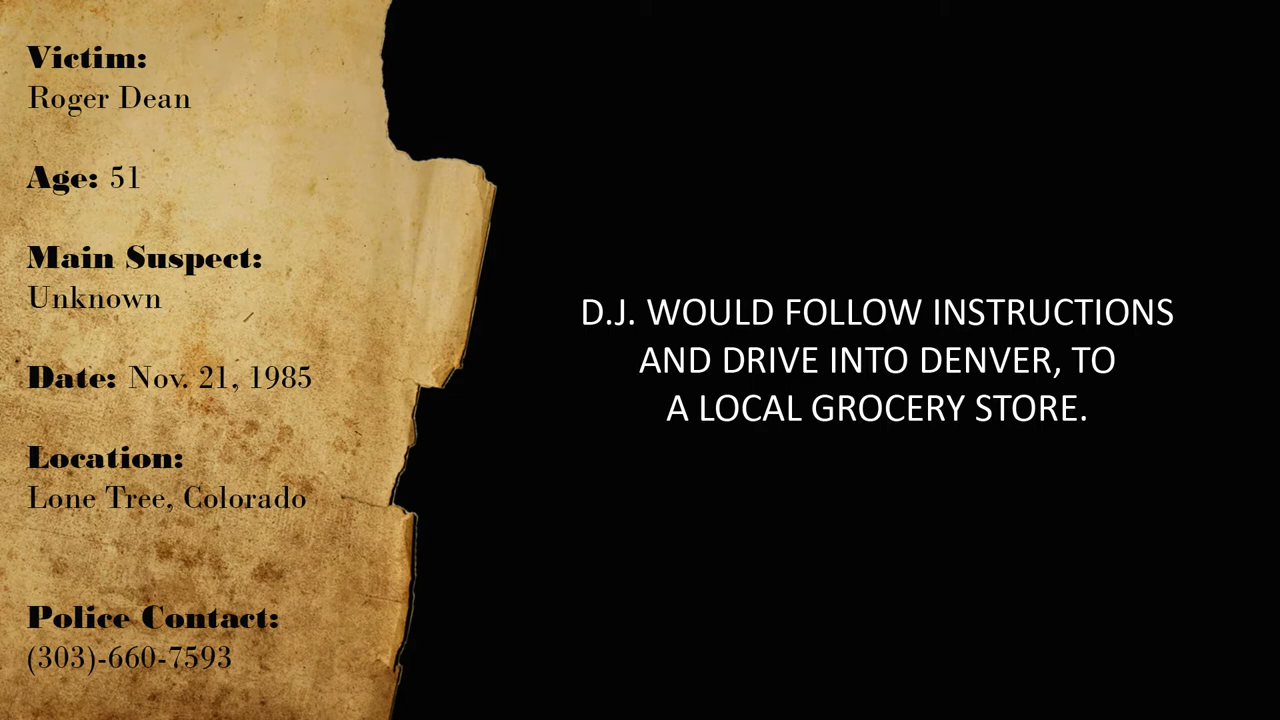 Victim:
Roger Dean
Age: 51
Main Suspect:
Unknown
Date: Nov. 21, 1985
Location:
Lone Tree, Colorado
Police Contact:
(303)-660-7593
D.J. WOULD FOLLOW INSTRUCTIONS
AND DRIVE INTO DENVER, TO
A LOCAL GROCERY STORE.